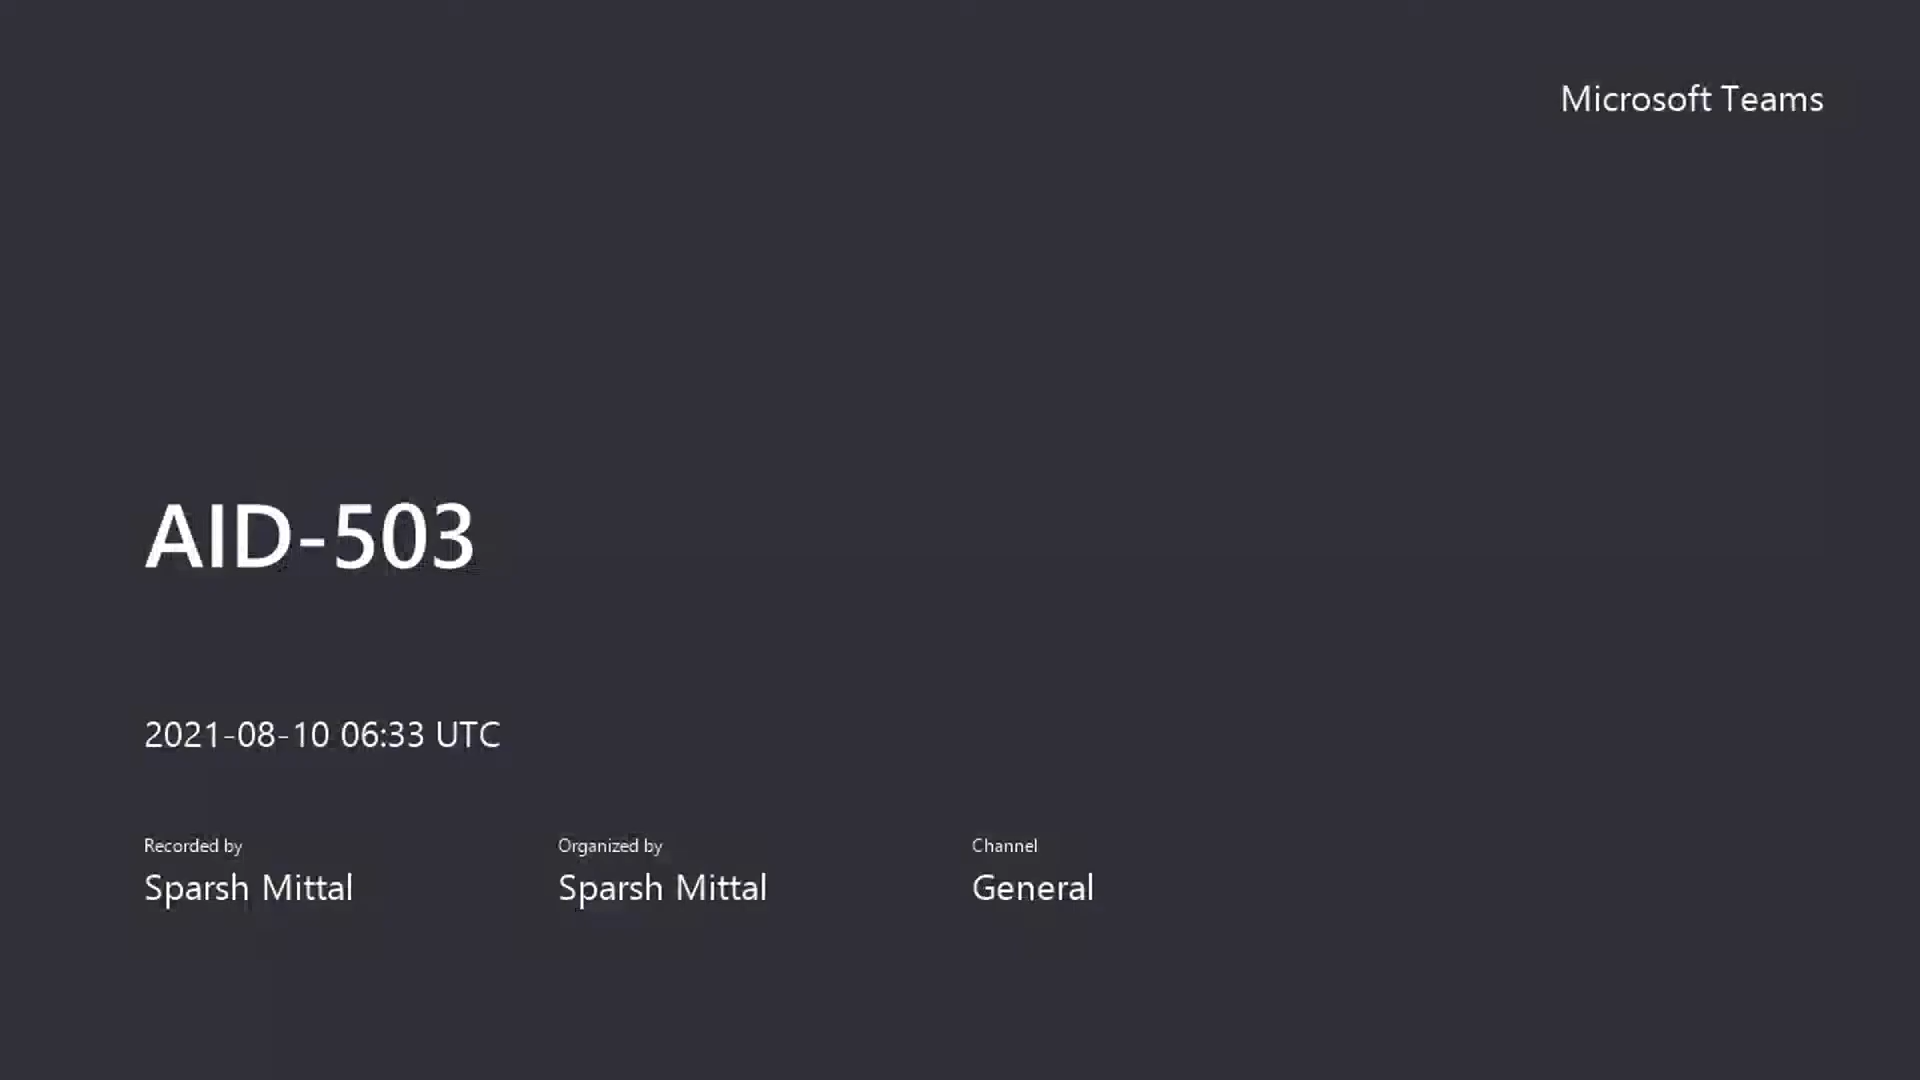 Microsoft Teams
AID-503
2021-08-10 06:33 UTC
Recorded by
Sparsh Mittal
Organized by
Sparsh Mittal
Channel
General